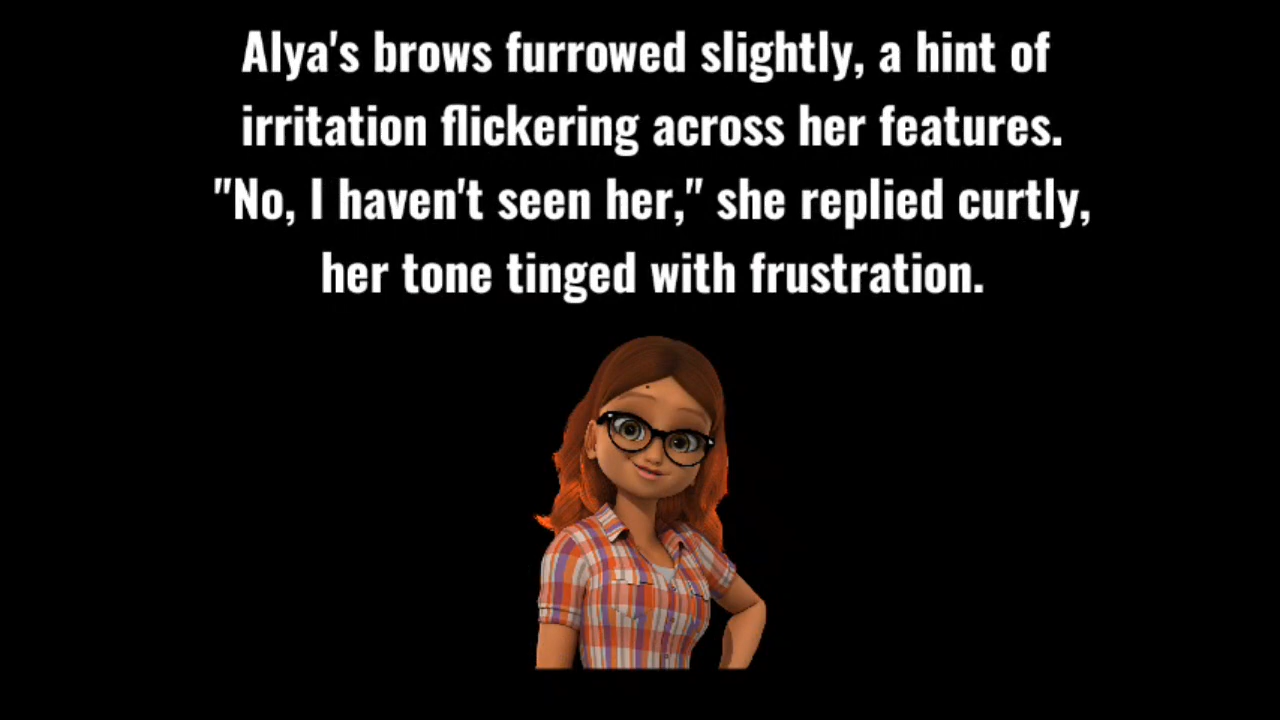 Alya's brows furrowed slightly, a hint of
irritation flickering across her features.
"No, I haven't seen her," she replied curtly,
her tone tinged with frustration.